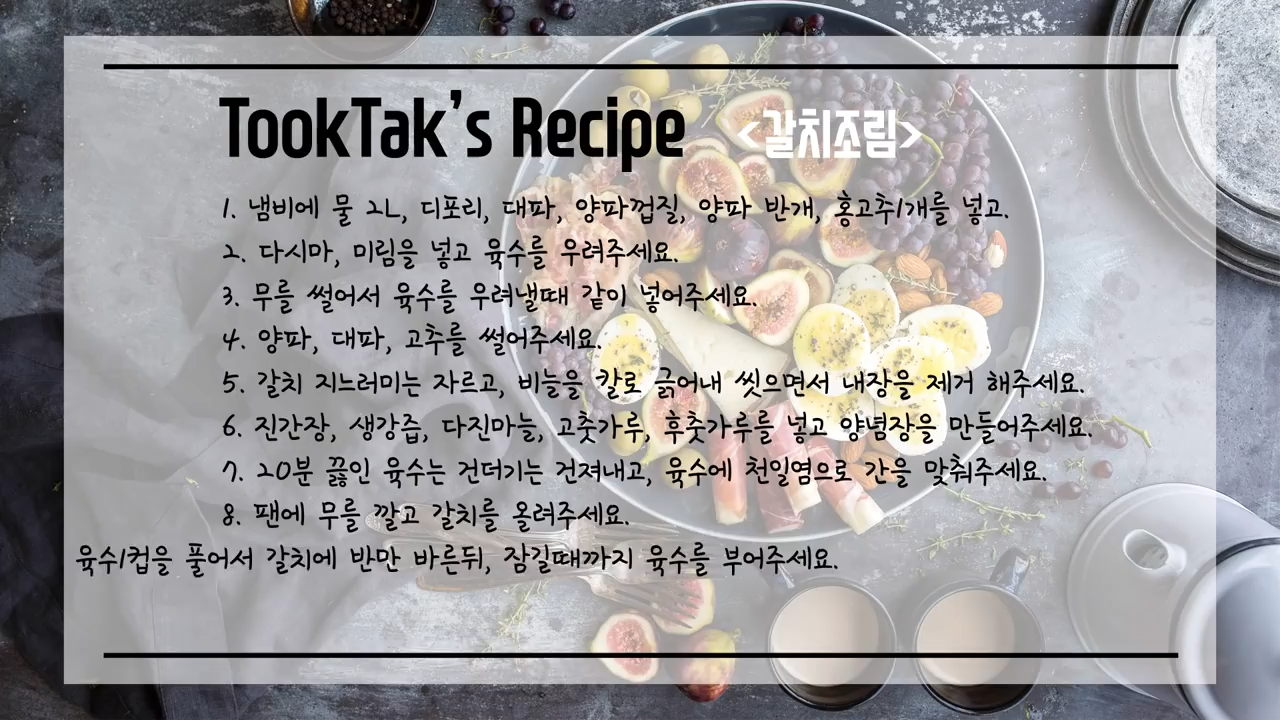 TookTak's Recipe <갈치조림>
1. 냄비에 물 2L, 디포리, 대파, 양파껍질, 양파 반개, 홍고추1개를 넣고.
2. 다시마, 미림을 넣고 육수를 우려주세요.
3. 무를 썰어서 육수를 우려낼때 같이 넣어주세요.
4. 양파, 대파, 고추를 썰어주세요.
5. 갈치 지느러미는 자르고, 비늘을 칼로 긁어내 씻으면서 내장을 제거 해주세요.
6. 진간장, 생강즙, 다진마늘, 고춧가루, 후춧가루를 넣고 양념장을 만들어주세요.
7. 20분 끓인 육수는 건더기는 건져내고, 육수에 천일염으로 간을 맞춰주세요.
8. 팬에 무를 깔고 갈치를 올려주세요.
육수1컵을 풀어서 갈치에 반만 바른뒤, 잠길때까지 육수를 부어주세요.